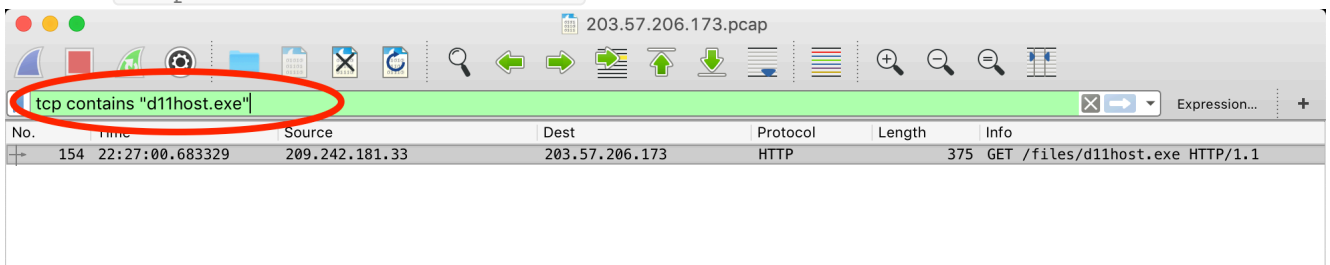 203.57.206.173.pcap
tcp contains "d11host.exe"
Expression... +
No. Time Source Dest Protocol Length Info
154 22:27:00.683329 209.242.181.33 203.57.206.173 HTTP 375 GET /files/d11host.exe HTTP/1.1